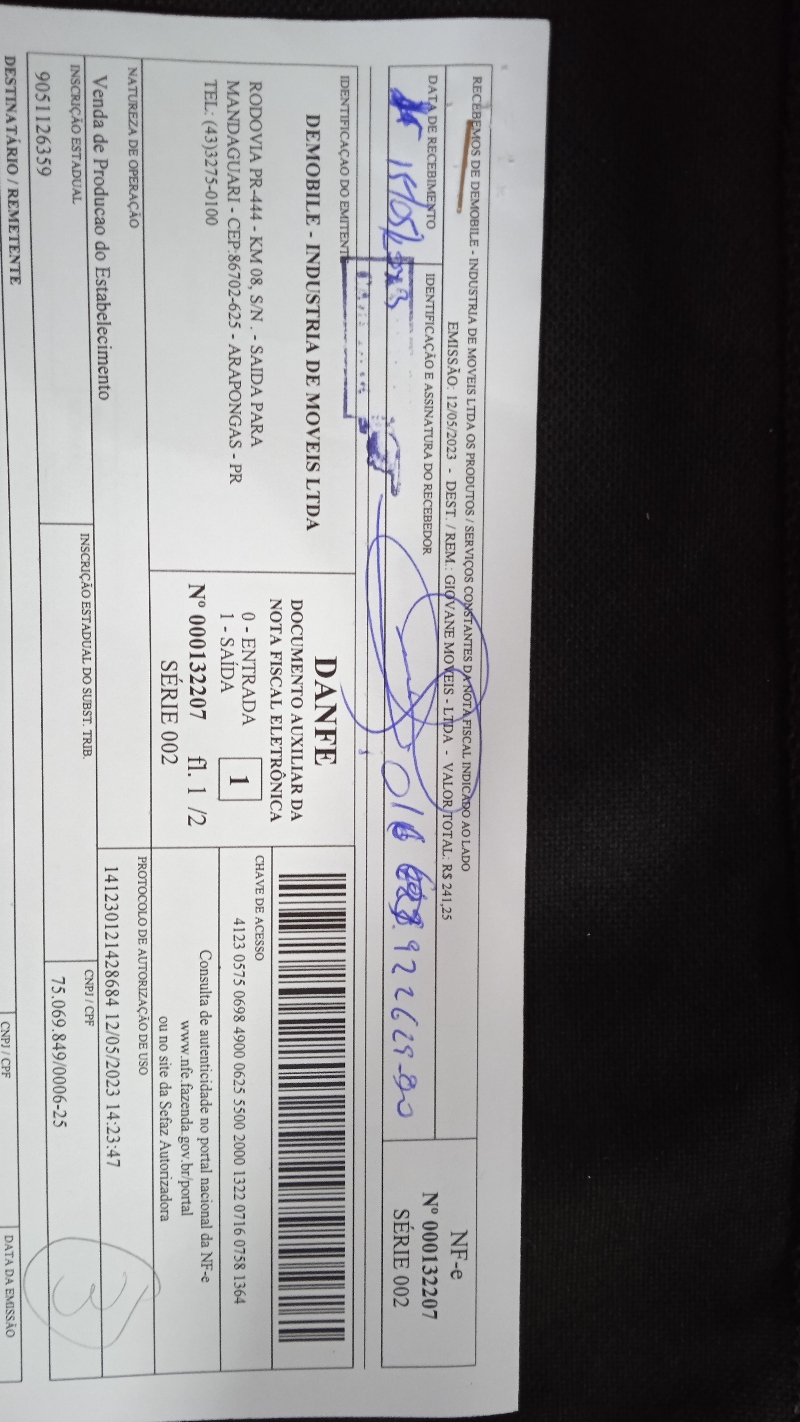 RECEBEMOS DE DEMOBILE - INDUSTRIA DE MOVEIS LTDA OS PRODUTOS / SERVIÇOS CONSTANTES DA NOTA FISCAL INDICADO AO LADO
EMISSÃO: 12/05/2023 - DEST. / REM.: GIOVANE MOVEIS - LTDA - VALOR TOTAL: R$ 241,25
DATA DE RECEBIMENTO
IDENTIFICAÇÃO E ASSINATURA DO RECEBEDOR
922629-90
NF-e
Nº 000132207
SÉRIE 002
IDENTIFICAÇAO DO EMITENTE
DEMOBILE - INDUSTRIA DE MOVEIS LTDA
RODOVIA PR-444 - KM 08, S/N . - SAIDA PARA
MANDAGUARI - CEP:86702-625 - ARAPONGAS - PR
TEL: (43)3275-0100
DANFE
DOCUMENTO AUXILIAR DA
NOTA FISCAL ELETRÔNICA
0 - ENTRADA
1 - SAÍDA
1
Nº 000132207 fl. 1 /2
SÉRIE 002
CHAVE DE ACESSO
4123 0575 0698 4900 0625 5500 2000 1322 0716 0758 1364
Consulta de autenticidade no portal nacional da NF-e
www.nfe.fazenda.gov.br/portal
ou no site da Sefaz Autorizadora
NATUREZA DE OPERAÇÃO
Venda de Producao do Estabelecimento
PROTOCOLO DE AUTORIZAÇÃO DE USO
141230121428684 12/05/2023 14:23:47
INSCRIÇÃO ESTADUAL
9051126359
INSCRIÇÃO ESTADUAL DO SUBST. TRIB.
CNPJ / CPF
75.069.849/0006-25
DESTINATÁRIO / REMETENTE
CNPJ / CPF
DATA DA EMISSÃO